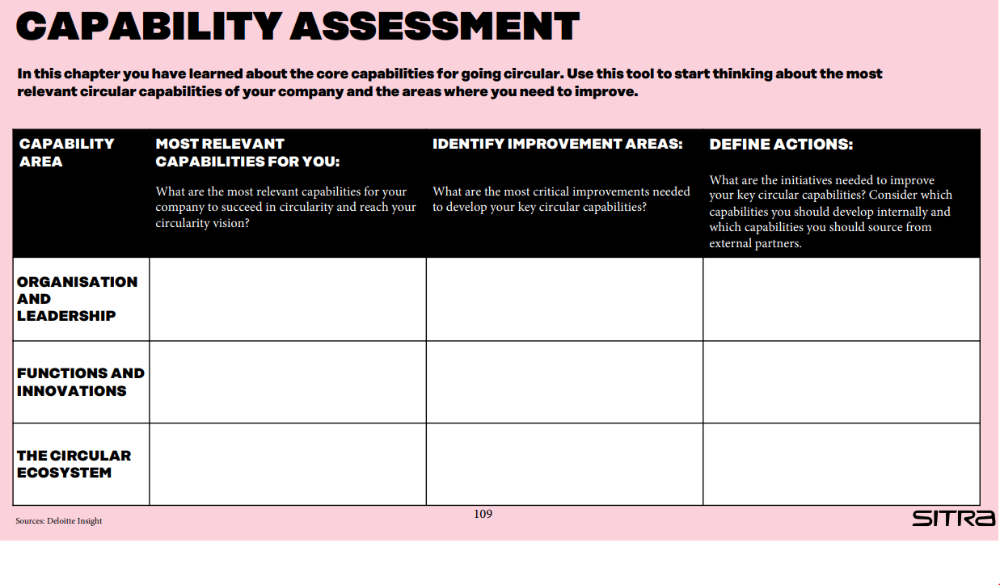 CAPABILITY ASSESSMENT
In this chapter you have learned about the core capabilities for going circular. Use this tool to start thinking about the most
relevant circular capabilities of your company and the areas where you need to improve.
CAPABILITY
AREA
MOST RELEVANT
CAPABILITIES FOR YOU:
What are the most relevant capabilities for your
company to succeed in circularity and reach your
circularity vision?
IDENTIFY IMPROVEMENT AREAS:
What are the most critical improvements needed
to develop your key circular capabilities?
DEFINE ACTIONS:
What are the initiatives needed to improve
your key circular capabilities? Consider which
capabilities you should develop internally and
which capabilities you should source from
external partners.
ORGANISATION
AND
LEADERSHIP
FUNCTIONS AND
INNOVATIONS
THE CIRCULAR
ECOSYSTEM
Sources: Deloitte Insight
109
SITRA